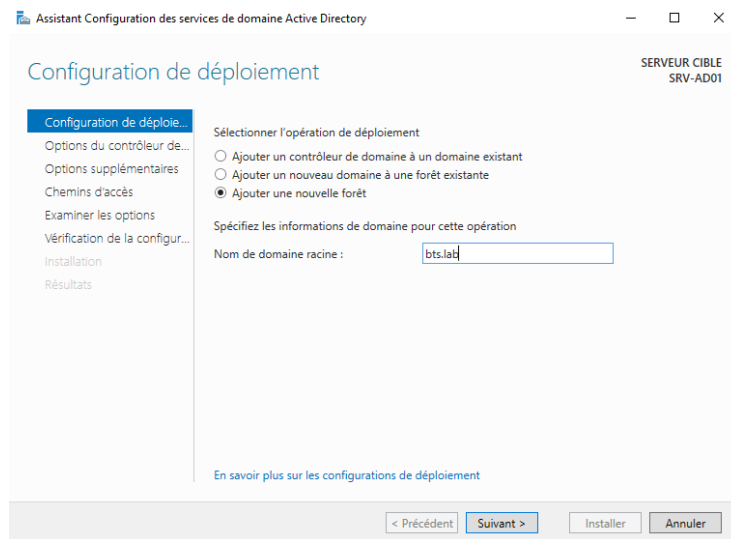 Assistant Configuration des services de domaine Active Directory
Configuration de déploiement
SERVEUR CIBLE
SRV-AD01
Configuration de déploie...
Options du contrôleur de...
Options supplémentaires
Chemins d'accès
Examiner les options
Vérification de la configur...
Installation
Résultats
Sélectionner l'opération de déploiement
Ajouter un contrôleur de domaine à un domaine existant
Ajouter un nouveau domaine à une forêt existante
Ajouter une nouvelle forêt
Spécifiez les informations de domaine pour cette opération
Nom de domaine racine : bts.lab
En savoir plus sur les configurations de déploiement
< Précédent Suivant > Installer Annuler